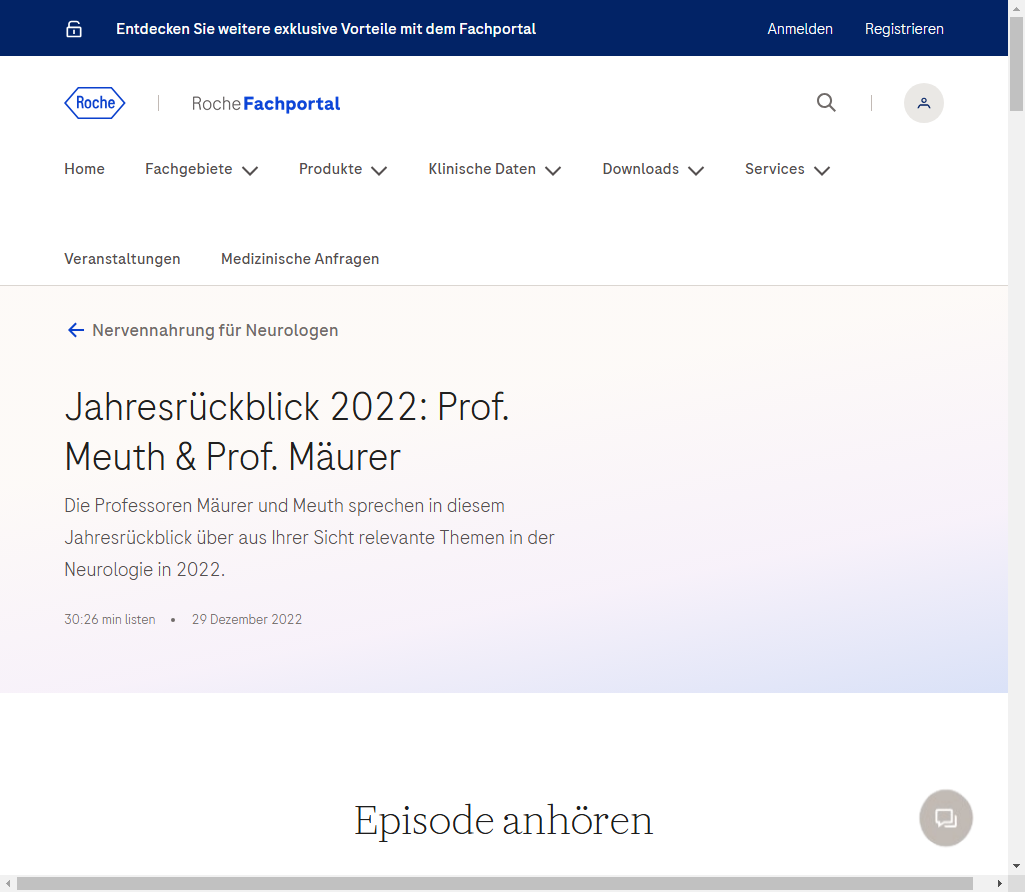 Entdecken Sie weitere exklusive Vorteile mit dem Fachportal
Anmelden
Registrieren
Roche
Roche Fachportal
Home
Fachgebiete
Produkte
Klinische Daten
Downloads
Services
Veranstaltungen
Medizinische Anfragen
Nervennahrung für Neurologen
Jahresrückblick 2022: Prof.
Meuth & Prof. Mäurer
Die Professoren Mäurer und Meuth sprechen in diesem
Jahresrückblick über aus Ihrer Sicht relevante Themen in der
Neurologie in 2022.
30:26 min listen • 29 Dezember 2022
Episode anhören